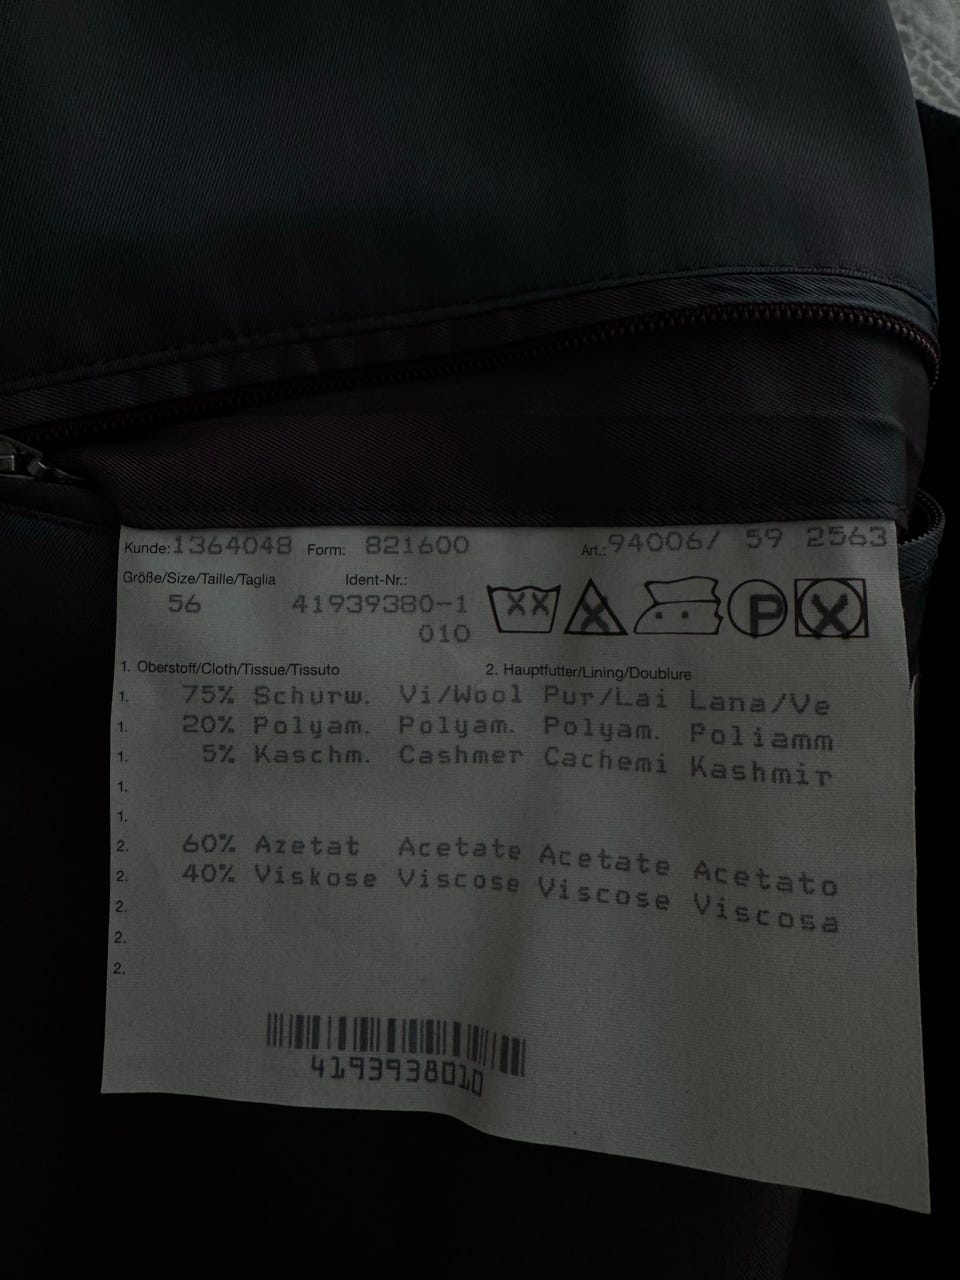 Kunde: 1364048 Form: 821600 Art.: 94006/ 59 2563
Größe/Size/Taille/Taglia Ident-Nr.:
56 41939380-1
010
XX X P X
1. Oberstoff/Cloth/Tissue/Tissuto 2. Hauptfutter/Lining/Doublure
1. 75% Schurw. Vi/Wool Pur/Lai Lana/Ve
1. 20% Polyam. Polyam. Polyam. Poliamm
1. 5% Kaschm. Cashmer Cachemi Kashmir
1.
1.
2. 60% Azetat Acetate Acetate Acetato
2. 40% Viskose Viscose Viscose Viscosa
2.
2.
2.
4193938010